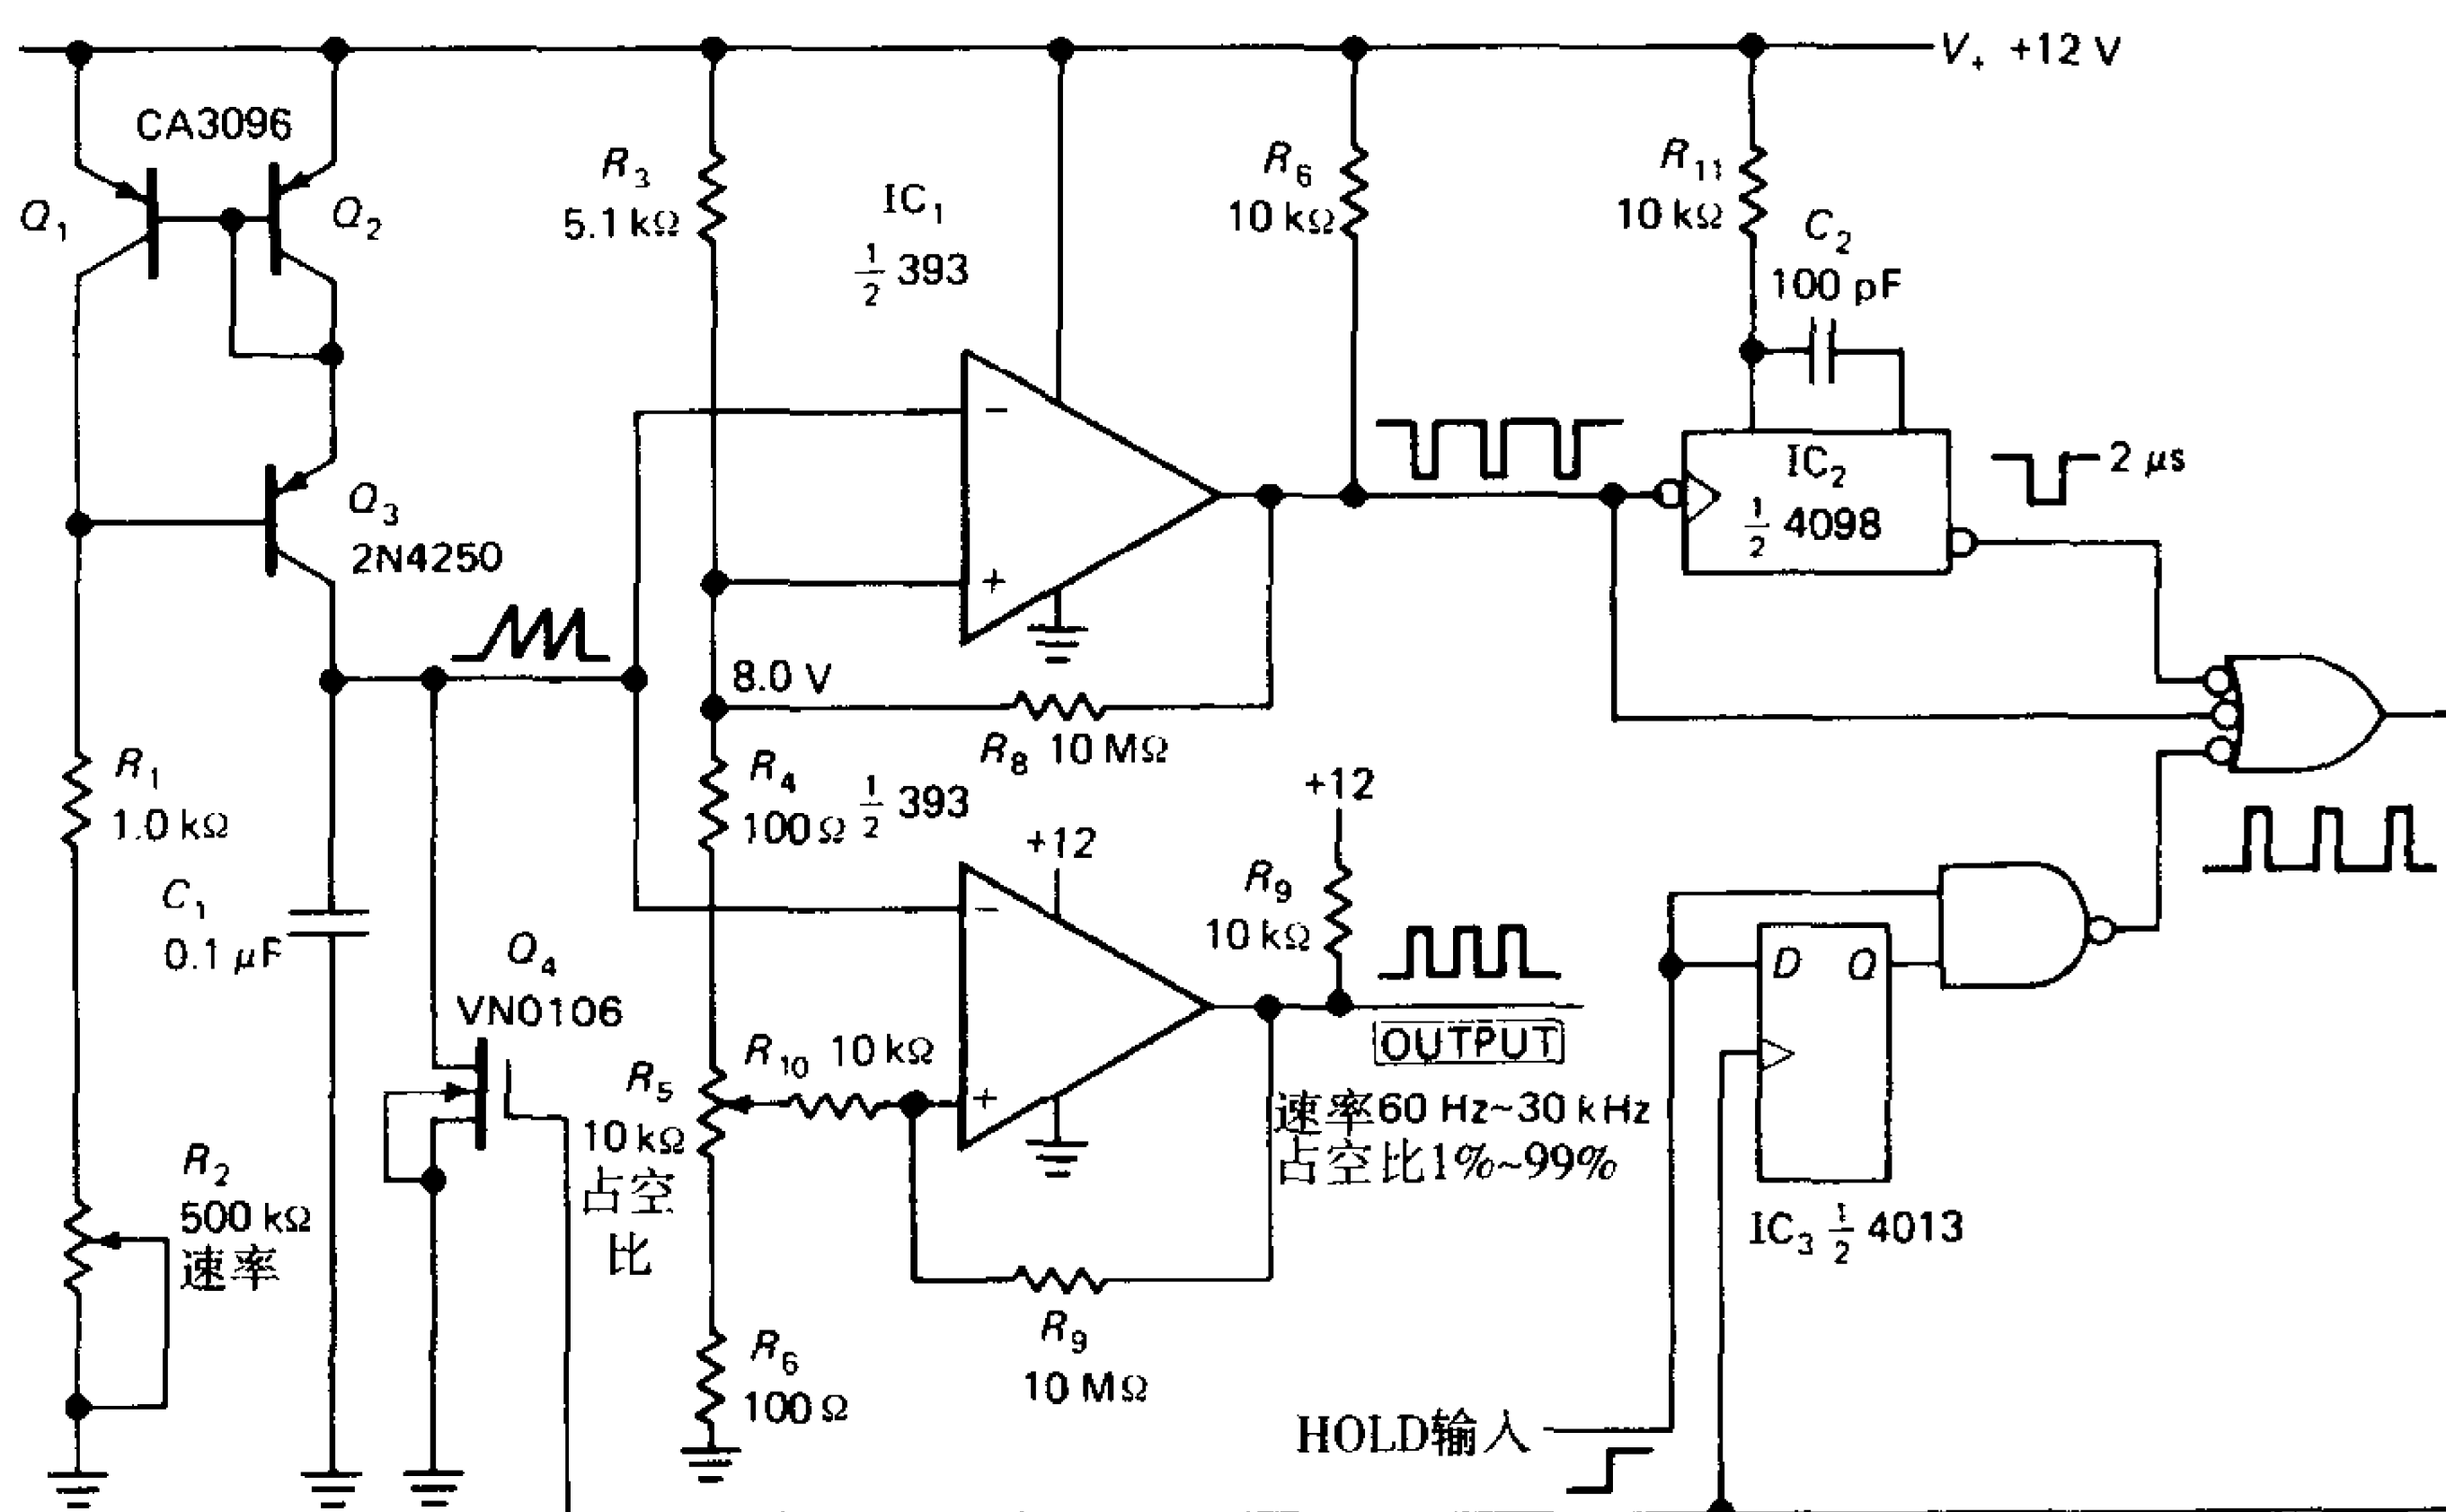 V+ +12 V
CA3096
Q1
Q2
R3
5.1 kΩ
IC1
1/2 393
R6
10 kΩ
R11
10 kΩ
C2
100 pF
IC2
1/2 4098
2 μs
Q3
2N4250
−
+
8.0 V
R8 10 MΩ
R1
1.0 kΩ
R4
100Ω
1/2 393
+12
+12
C1
0.1 μF
Q4
VN0106
R9
10 kΩ
−
+
D Q
R10 10 kΩ
OUTPUT
R5
10 kΩ
占空
比
速率60 Hz~30 kHz
占空比1%~99%
R2
500 kΩ
速率
IC3 1/2 4013
R9
10 MΩ
R6
100Ω
HOLD输入